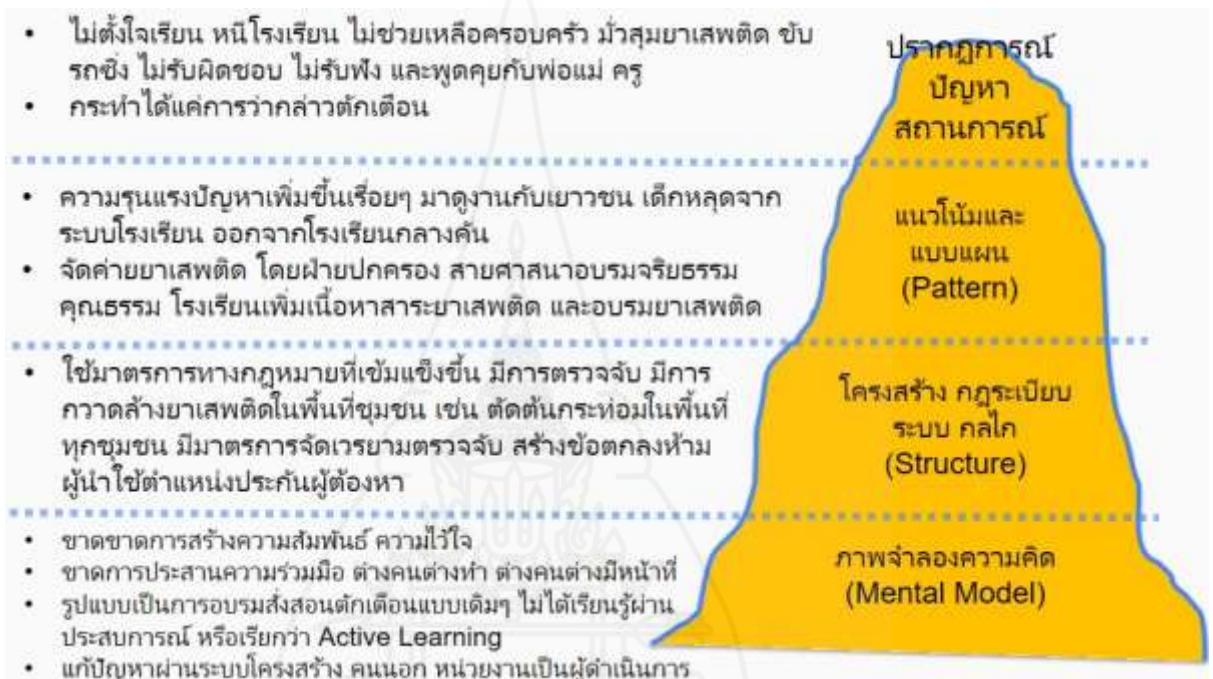 • ไม่ตั้งใจเรียน หนีโรงเรียน ไม่ช่วยเหลือครอบครัว มั่วสุมยาเสพติด ขับ
รถซิ่ง ไม่รับผิดชอบ ไม่รับฟัง และพูดคุยกับพ่อแม่ ครู
• กระทำได้แค่การว่ากล่าวตักเตือน
ปรากฏการณ์
ปัญหา
สถานการณ์
• ความรุนแรงปัญหาเพิ่มขึ้นเรื่อยๆ มาดูงานกับเยาวชน เด็กหลุดจาก
ระบบโรงเรียน ออกจากโรงเรียนกลางคัน
• จัดค่ายยาเสพติด โดยฝ่ายปกครอง สายศาสนาอบรมจริยธรรม
คุณธรรม โรงเรียนเพิ่มเนื้อหาสาระยาเสพติด และอบรมยาเสพติด
แนวโน้มและ
แบบแผน
(Pattern)
• ใช้มาตรการทางกฎหมายที่เข้มแข็งขึ้น มีการตรวจจับ มีการ
กวาดล้างยาเสพติดในพื้นที่ชุมชน เช่น ตัดต้นกระท่อมในพื้นที่
ทุกชุมชน มีมาตรการจัดเวรยามตรวจจับ สร้างข้อตกลงห้าม
ผู้นำใช้ตำแหน่งประกันผู้ต้องหา
โครงสร้าง กฎระเบียบ
ระบบ กลไก
(Structure)
• ขาดขาดการสร้างความสัมพันธ์ ความไว้ใจ
• ขาดการประสานความร่วมมือ ต่างคนต่างทำ ต่างคนต่างมีหน้าที่
• รูปแบบเป็นการอบรมสั่งสอนตักเตือนแบบเดิมๆ ไม่ได้เรียนรู้ผ่าน
ประสบการณ์ หรือเรียกว่า Active Learning
• แก้ปัญหาผ่านระบบโครงสร้าง คนนอก หน่วยงานเป็นผู้ดำเนินการ
ภาพจำลองความคิด
(Mental Model)